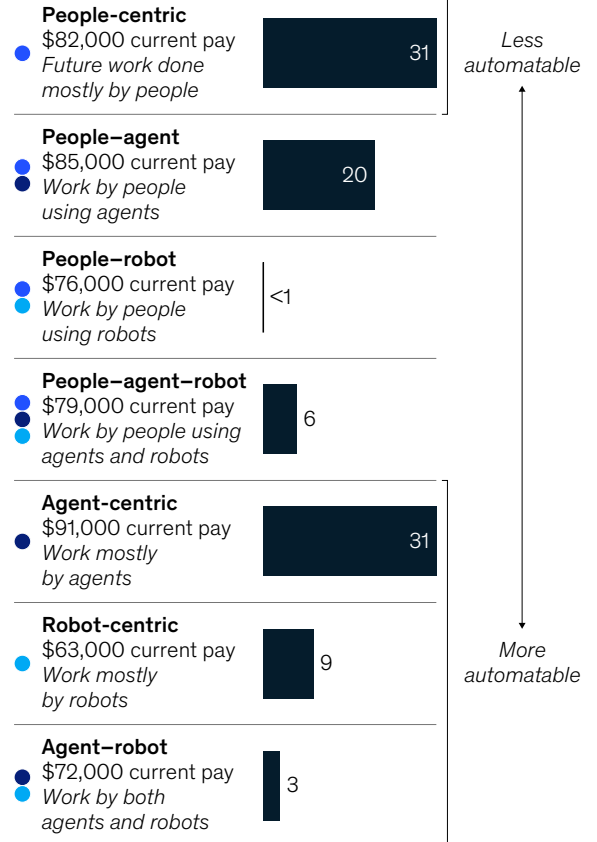 People-centric
$82,000 current pay
Future work done
mostly by people
31
Less
automatable
People–agent
$85,000 current pay
Work by people
using agents
20
People–robot
$76,000 current pay
Work by people
using robots
<1
People–agent–robot
$79,000 current pay
Work by people using
agents and robots
6
Agent-centric
$91,000 current pay
Work mostly
by agents
31
Robot-centric
$63,000 current pay
Work mostly
by robots
9
More
automatable
Agent–robot
$72,000 current pay
Work by both
agents and robots
3